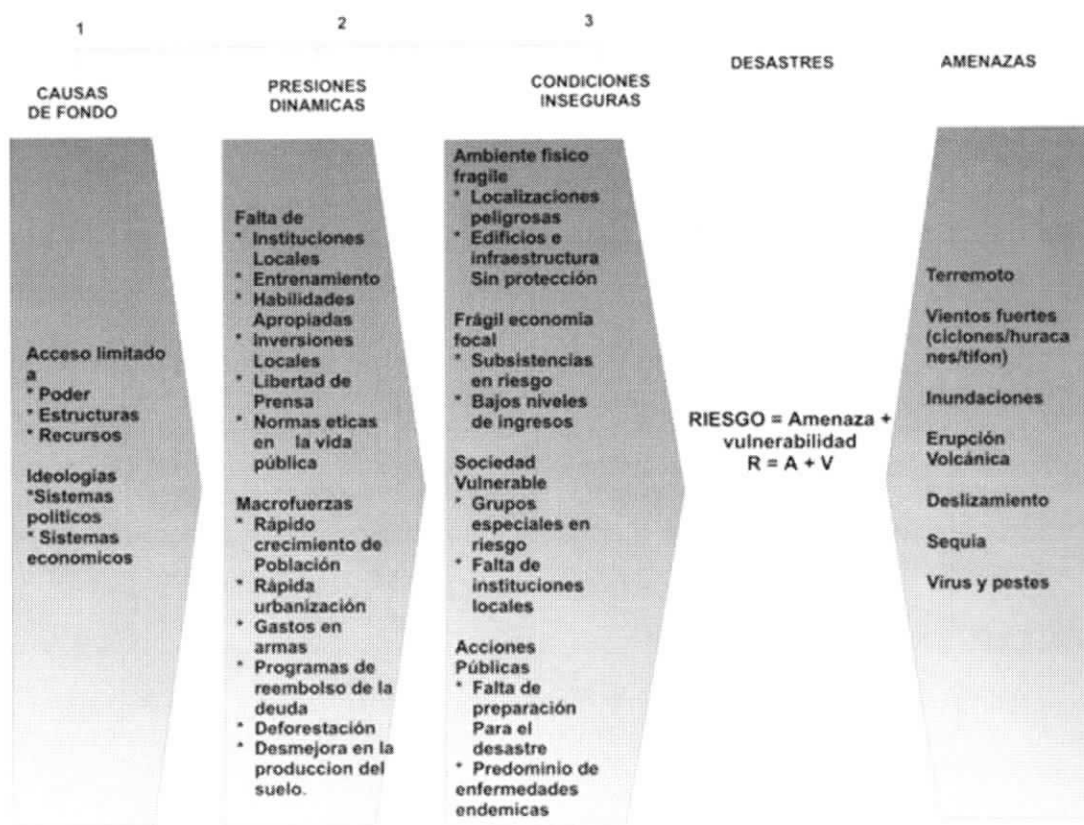 1
2
3
CAUSAS
DE FONDO
PRESIONES
DINAMICAS
CONDICIONES
INSEGURAS
DESASTRES
AMENAZAS
Acceso limitado
a
* Poder
* Estructuras
* Recursos
Ideologías
*Sistemas
politicos
* Sistemas
economicos
Falta de
* Instituciones
Locales
* Entrenamiento
* Habilidades
Apropiadas
* Inversiones
Locales
* Libertad de
Prensa
* Normas eticas
en la vida
pública
Macrofuerzas
* Rápido
crecimiento de
Población
* Rápida
urbanización
* Gastos en
armas
* Programas de
reembolso de la
deuda
* Deforestación
* Desmejora en la
produccion del
suelo.
Ambiente fisico
fragile
* Localizaciones
peligrosas
* Edificios e
infraestructura
Sin protección
Frágil economia
focal
* Subsistencias
en riesgo
* Bajos niveles
de ingresos
Sociedad
Vulnerable
* Grupos
especiales en
riesgo
* Falta de
instituciones
locales
Acciones
Públicas
* Falta de
preparación
Para el
desastre
* Predominio de
enfermedades
endemicas
RIESGO = Amenaza +
vulnerabilidad
R = A + V
Terremoto
Vientos fuertes
(ciclones/huraca
nes/tifon)
Inundaciones
Erupción
Volcánica
Deslizamiento
Sequia
Virus y pestes